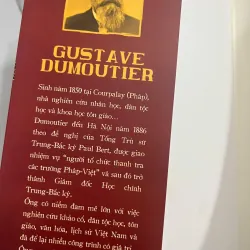 GUSTAVE
DUMOUTIER
Sinh năm 1850 tại Courpalay (Pháp),
nhà nghiên cứu nhân học, dân tộc
học và khoa học tôn giáo...
Dumoutier đến Hà Nội năm 1886
theo đề nghị của Tổng Trú sứ
Trung-Bắc kỳ Paul Bert, được giao
nhiệm vụ "người tổ chức thanh tra
các trường Pháp-Việt" và sau đó trở
thành Giám đốc Học chính
Trung-Bắc kỳ.
Ông có niềm đam mê lớn với việc
nghiên cứu khảo cổ, dân tộc học, tôn
giáo, văn hóa, lịch sử Việt Nam và
đã để lại nhiều công trình có giá trị